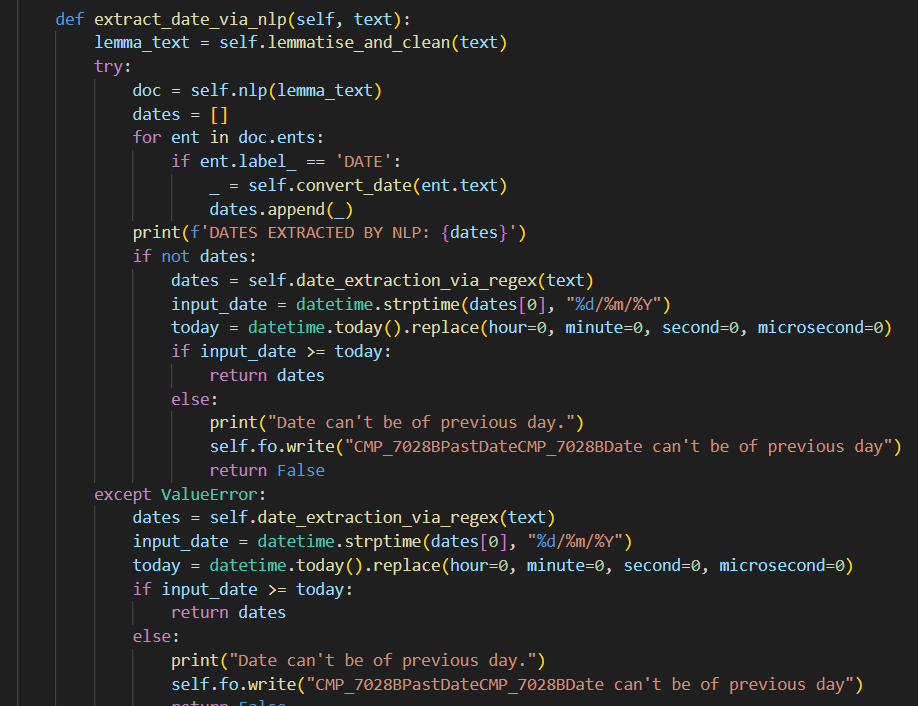 def extract_date_via_nlp(self, text):
    lemma_text = self.lemmatise_and_clean(text)
    try:
        doc = self.nlp(lemma_text)
        dates = []
        for ent in doc.ents:
            if ent.label_ == 'DATE':
                _ = self.convert_date(ent.text)
                dates.append(_)
        print(f'DATES EXTRACTED BY NLP: {dates}')
        if not dates:
            dates = self.date_extraction_via_regex(text)
            input_date = datetime.strptime(dates[0], "%d/%m/%Y")
            today = datetime.today().replace(hour=0, minute=0, second=0, microsecond=0)
            if input_date >= today:
                return dates
            else:
                print("Date can't be of previous day.")
                self.fo.write("CMP_7028BPastDateCMP_7028BDate can't be of previous day")
                return False
    except ValueError:
        dates = self.date_extraction_via_regex(text)
        input_date = datetime.strptime(dates[0], "%d/%m/%Y")
        today = datetime.today().replace(hour=0, minute=0, second=0, microsecond=0)
        if input_date >= today:
            return dates
        else:
            print("Date can't be of previous day.")
            self.fo.write("CMP_7028BPastDateCMP_7028BDate can't be of previous day")
            return False